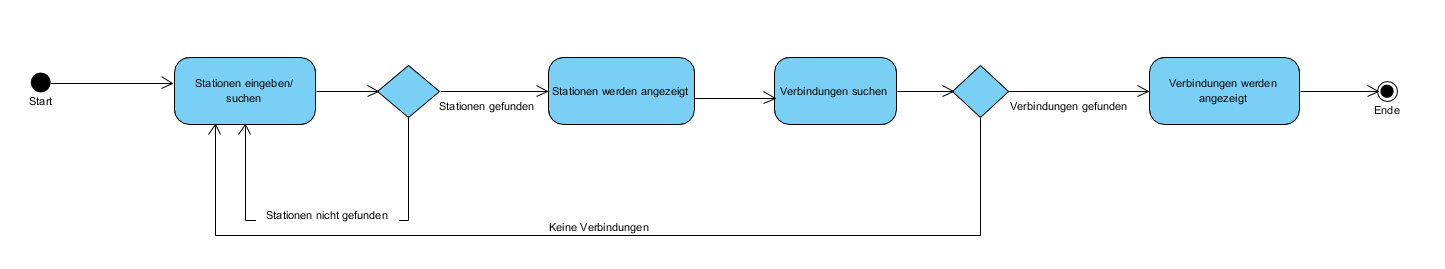 Start
Stationen eingeben/
suchen
Stationen gefunden
Stationen werden angezeigt
Verbindungen suchen
Verbindungen gefunden
Verbindungen werden
angezeigt
Ende
Stationen nicht gefunden
Keine Verbindungen